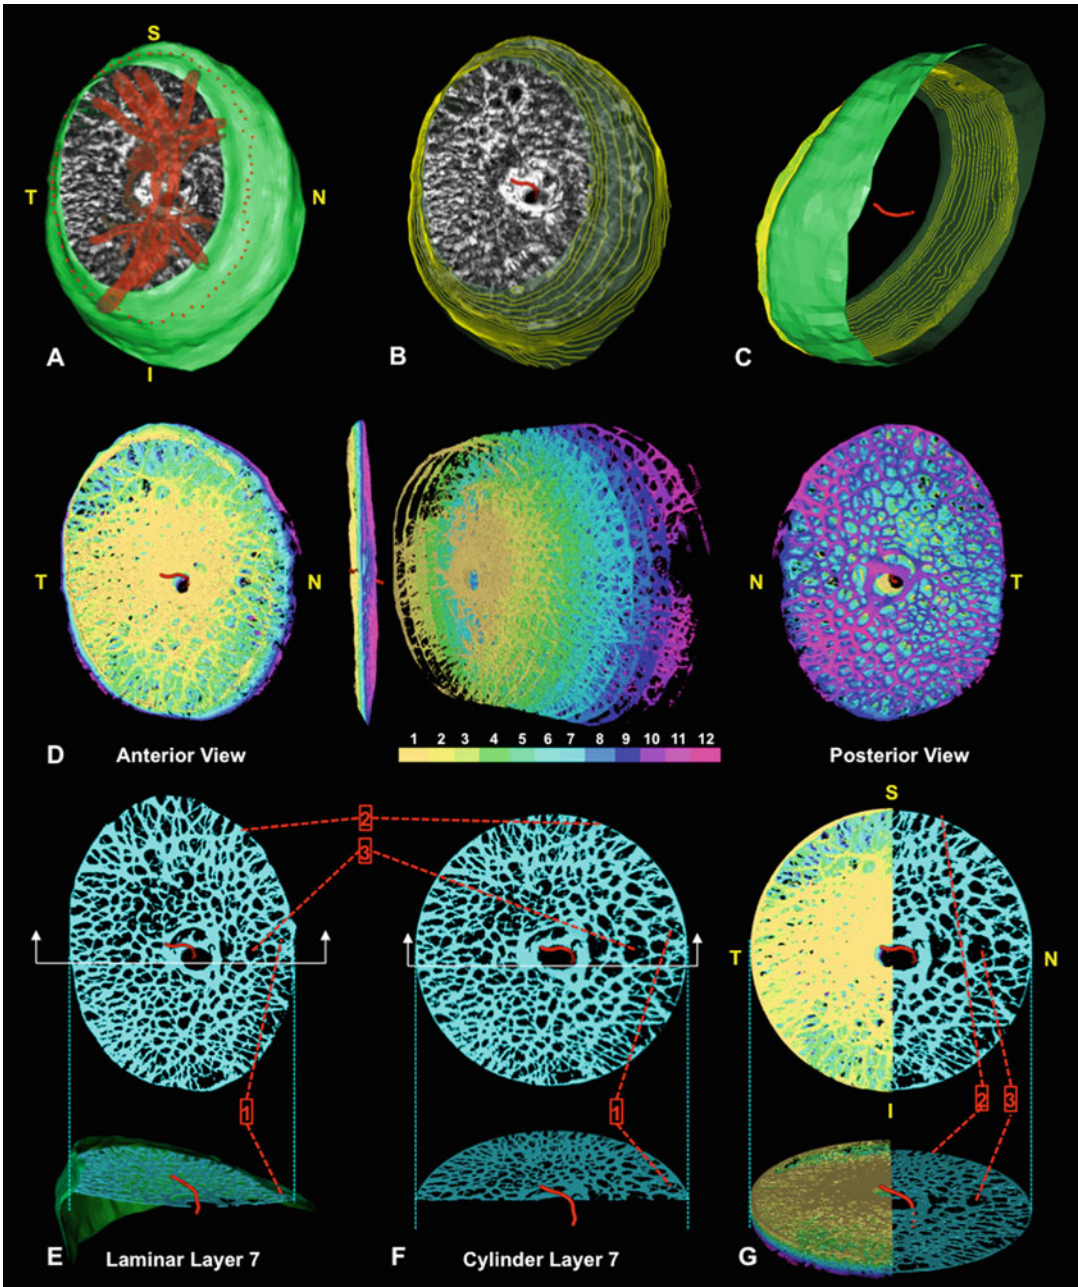 S
T
N
A
I
B
C
T
N
N
T
D
Anterior View
1 2 3 4 5 6 7 8 9 10 11 12
Posterior View
2
3
S
T
N
1
1
I
2
3
E
Laminar Layer 7
F
Cylinder Layer 7
G